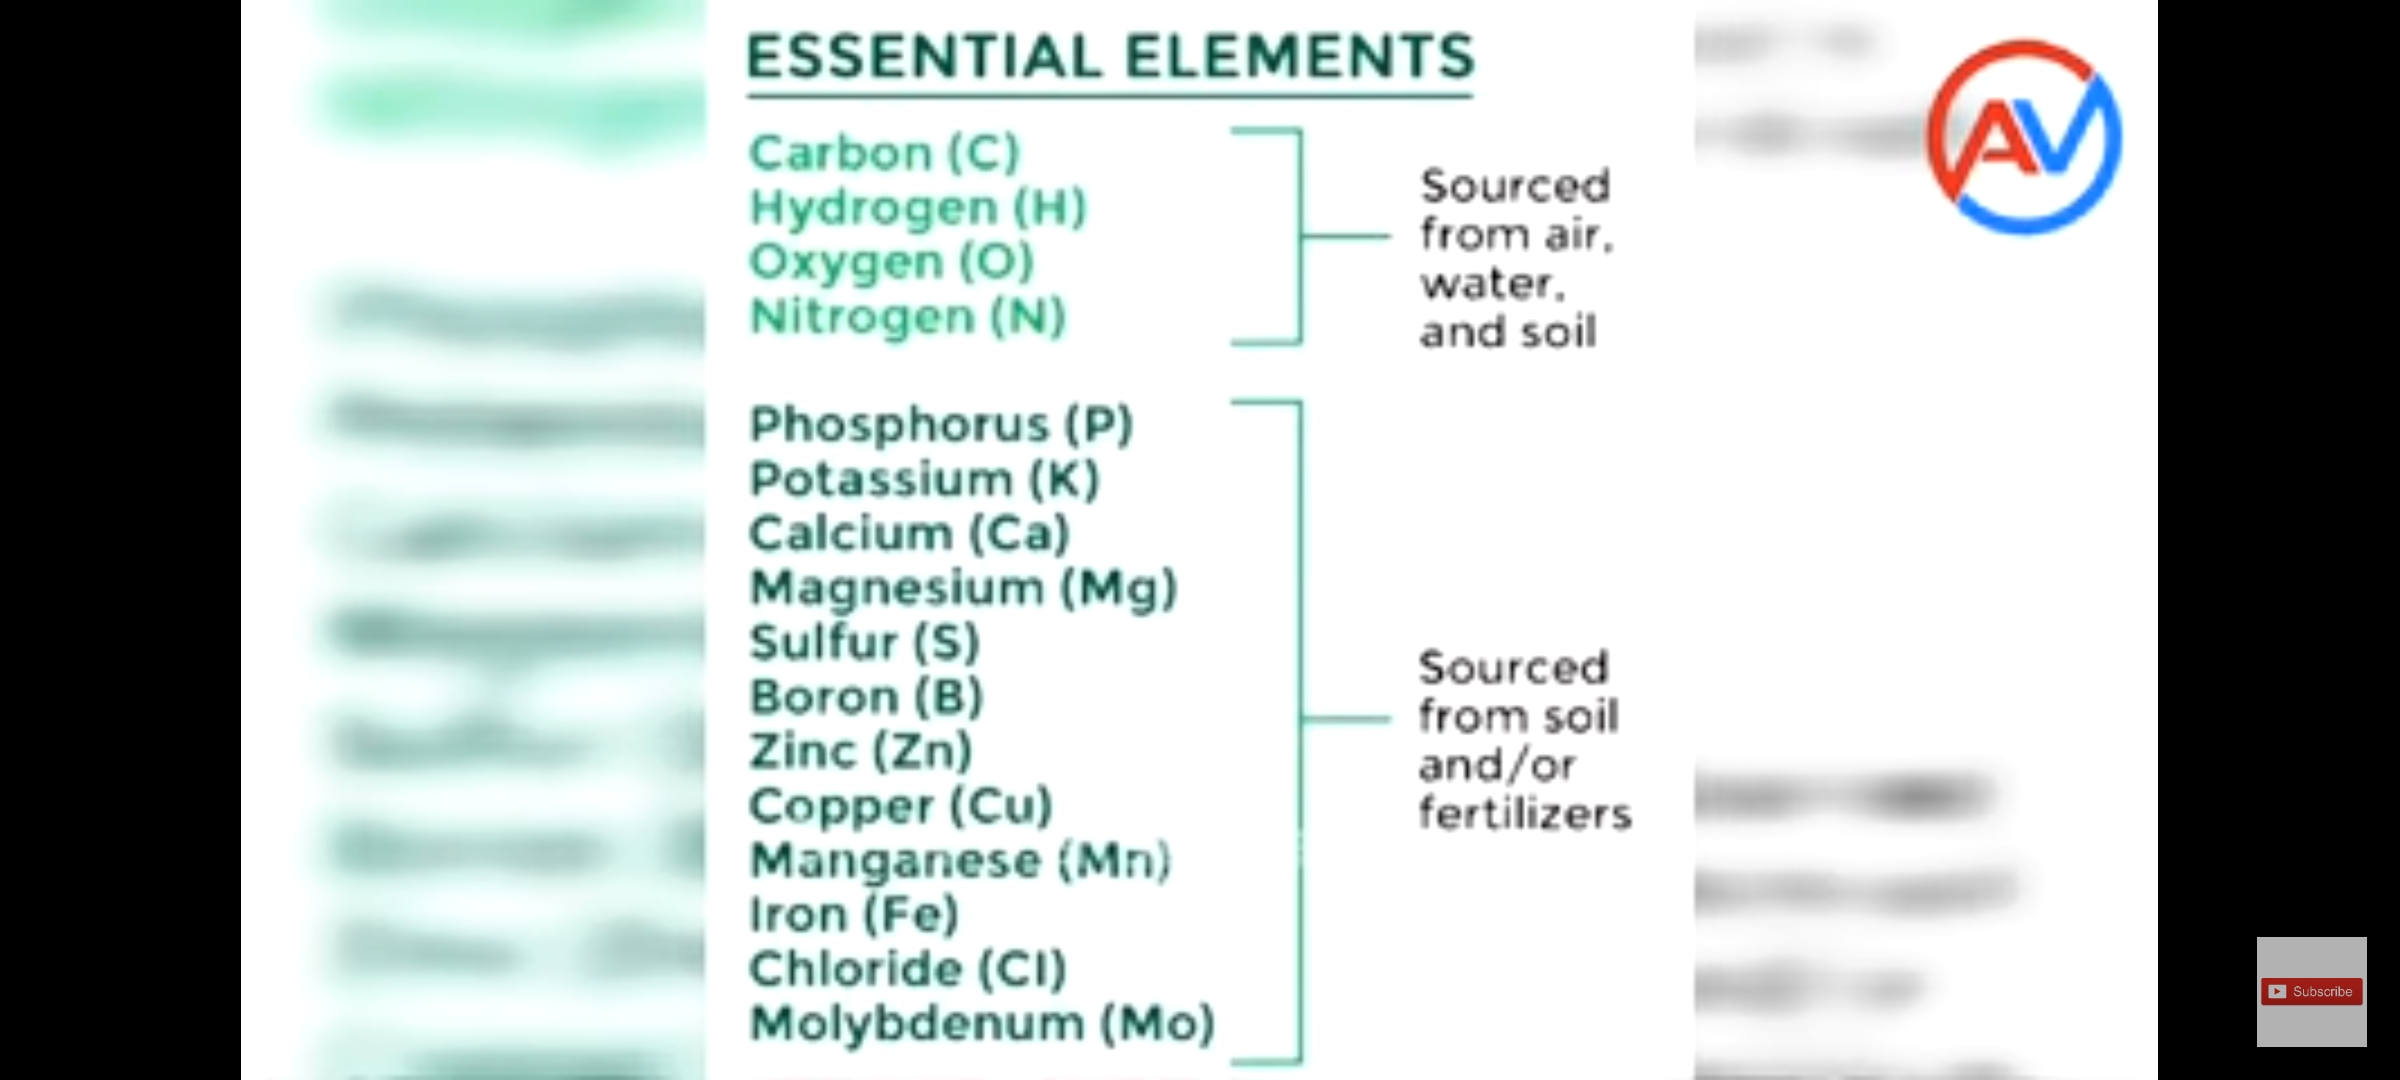 ESSENTIAL ELEMENTS
Carbon (C)
Hydrogen (H)
Oxygen (O)
Nitrogen (N)
Sourced
from air,
water,
and soil
Phosphorus (P)
Potassium (K)
Calcium (Ca)
Magnesium (Mg)
Sulfur (S)
Boron (B)
Zinc (Zn)
Copper (Cu)
Manganese (Mn)
Iron (Fe)
Chloride (Cl)
Molybdenum (Mo)
Sourced
from soil
and/or
fertilizers
AV
Subscribe